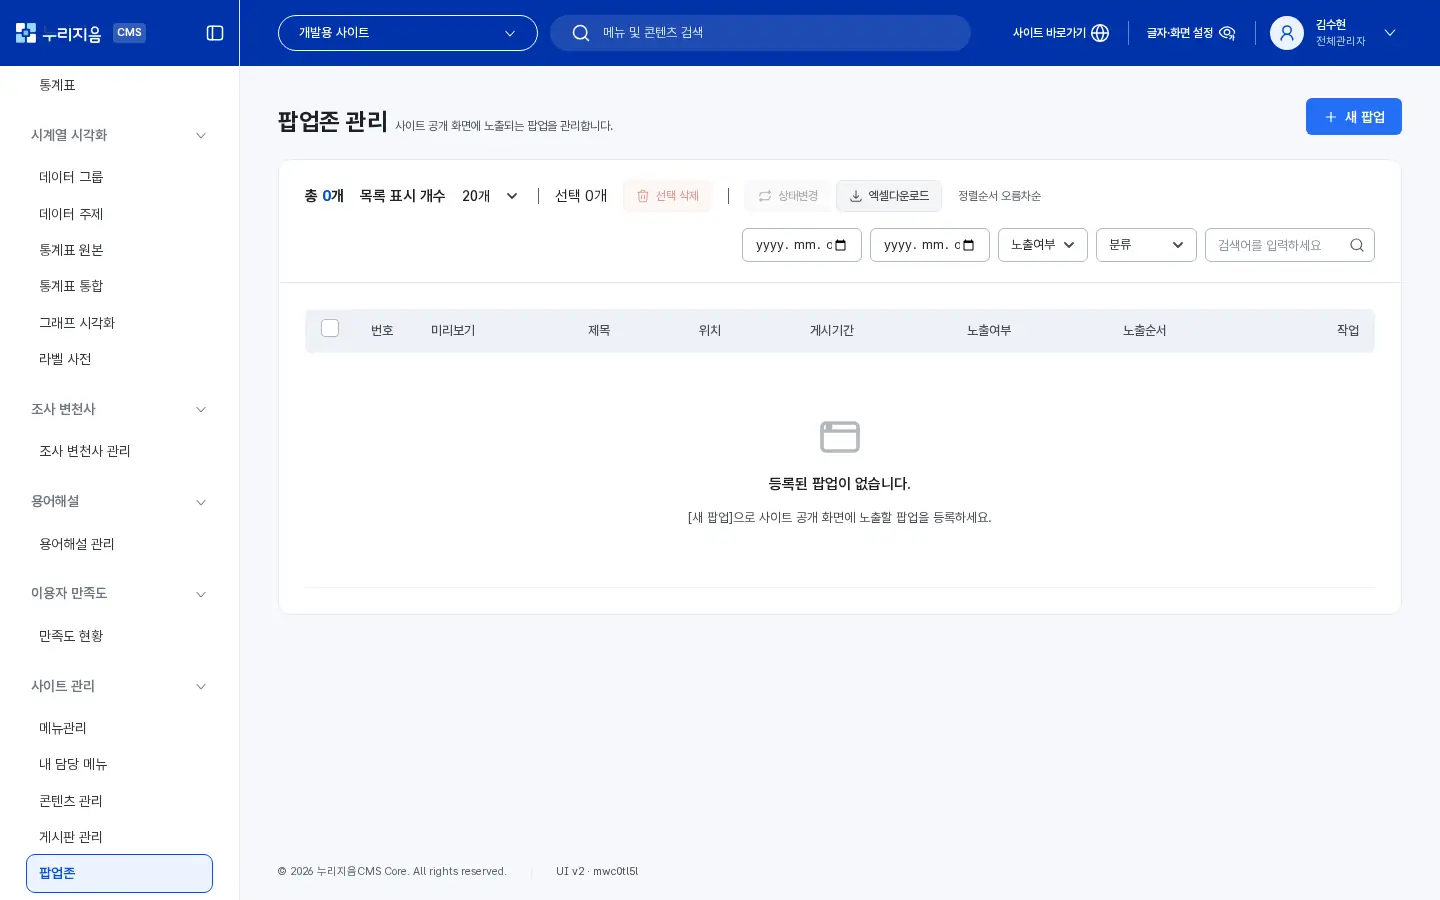 누리지음 CMS
개발용 사이트
메뉴 및 콘텐츠 검색
사이트 바로가기
글자·화면 설정
김수현
전체관리자
통계표
시계열 시각화
데이터 그룹
데이터 주제
통계표 원본
통계표 통합
그래프 시각화
라벨 사전
조사 변천사
조사 변천사 관리
용어해설
용어해설 관리
이용자 만족도
만족도 현황
사이트 관리
메뉴관리
내 담당 메뉴
콘텐츠 관리
게시판 관리
팝업존
팝업존 관리 사이트 공개 화면에 노출되는 팝업을 관리합니다.
새 팝업
총 0개 목록 표시 개수 20개 선택 0개 선택 삭제 상태변경 엑셀다운로드 정렬순서 오름차순
yyyy. mm. d yyyy. mm. d 노출여부 분류 검색어를 입력하세요
번호 미리보기 제목 위치 게시기간 노출여부 노출순서 작업
등록된 팝업이 없습니다.
[새 팝업]으로 사이트 공개 화면에 노출할 팝업을 등록하세요.
© 2026 누리지음CMS Core. All rights reserved. UI v2 · mwc0tl5l